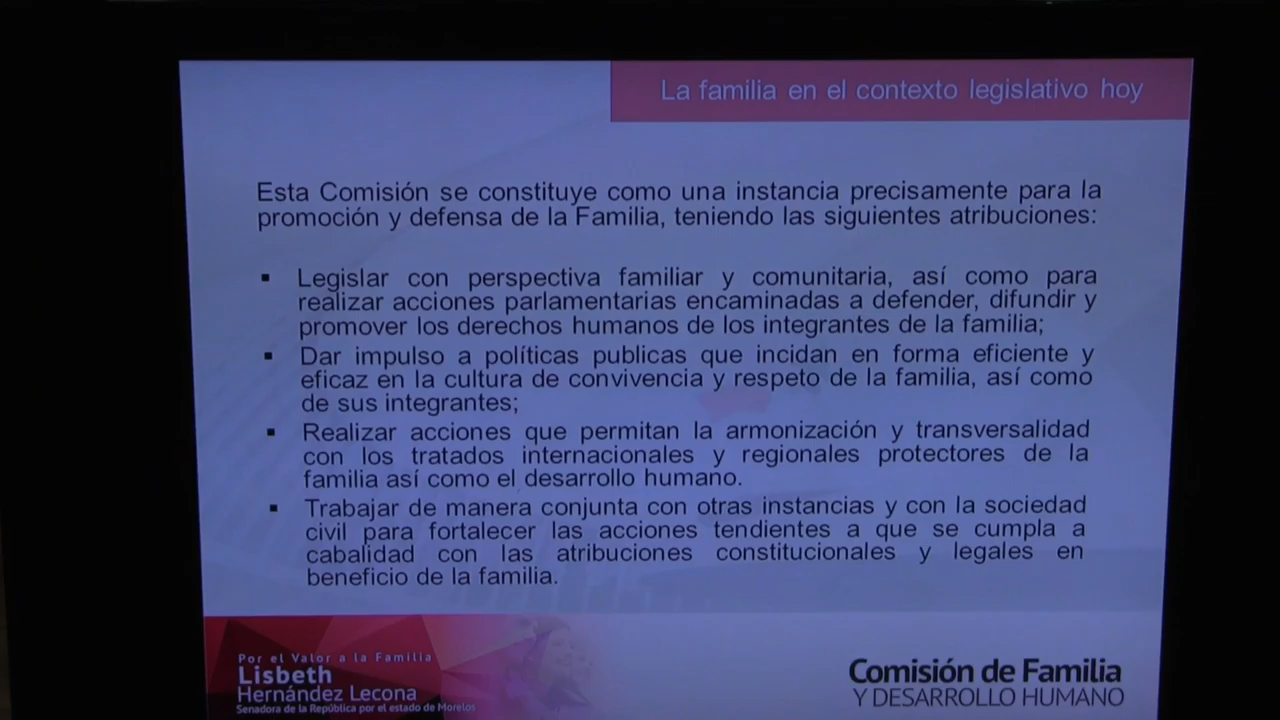 La familia en el contexto legislativo hoy
Esta Comisión se constituye como una instancia precisamente para la
promoción y defensa de la Familia, teniendo las siguientes atribuciones:
▪ Legislar con perspectiva familiar y comunitaria, así como para
realizar acciones parlamentarias encaminadas a defender, difundir y
promover los derechos humanos de los integrantes de la familia;
▪ Dar impulso a políticas publicas que incidan en forma eficiente y
eficaz en la cultura de convivencia y respeto de la familia, así como
de sus integrantes;
▪ Realizar acciones que permitan la armonización y transversalidad
con los tratados internacionales y regionales protectores de la
familia así como el desarrollo humano.
▪ Trabajar de manera conjunta con otras instancias y con la sociedad
civil para fortalecer las acciones tendientes a que se cumpla a
cabalidad con las atribuciones constitucionales y legales en
beneficio de la familia.
Por el Valor a la Familia
Lisbeth
Hernández Lecona
Senadora de la República por el estado de Morelos
Comisión de Familia
Y DESARROLLO HUMANO